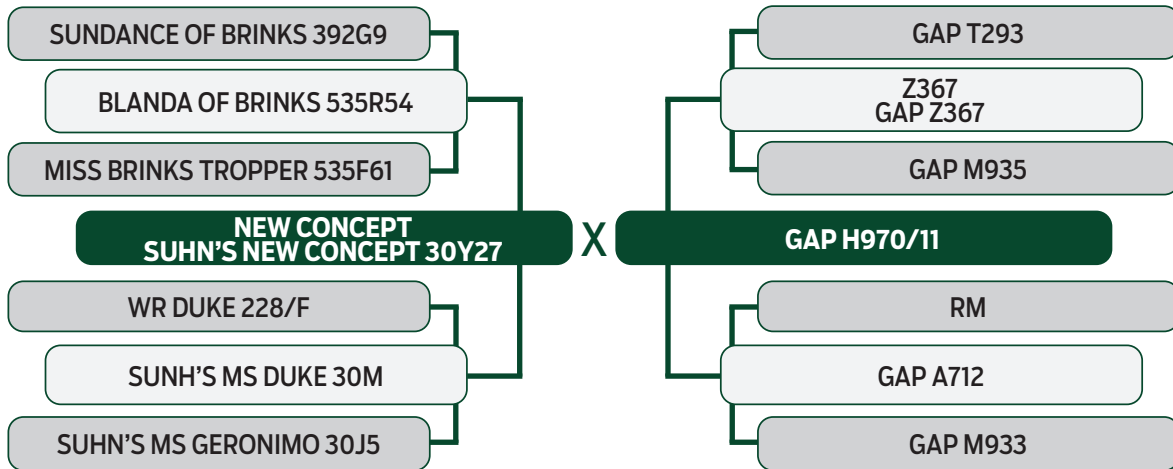 SUNDANCE OF BRINKS 392G9
BLANDA OF BRINKS 535R54
MISS BRINKS TROPPER 535F61
NEW CONCEPT
SUHN'S NEW CONCEPT 30Y27
WR DUKE 228/F
SUNH'S MS DUKE 30M
SUHN'S MS GERONIMO 30J5
X
GAP T293
Z367
GAP Z367
GAP M935
GAP H970/11
RM
GAP A712
GAP M933